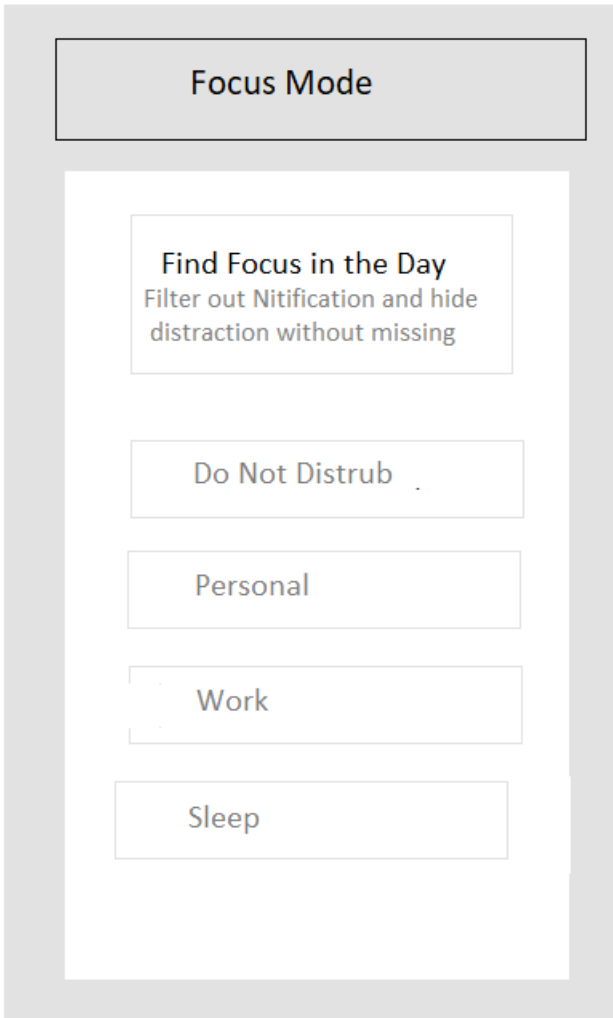 Focus Mode
Find Focus in the Day
Filter out Nitification and hide
distraction without missing
Do Not Distrub .
Personal
Work
Sleep